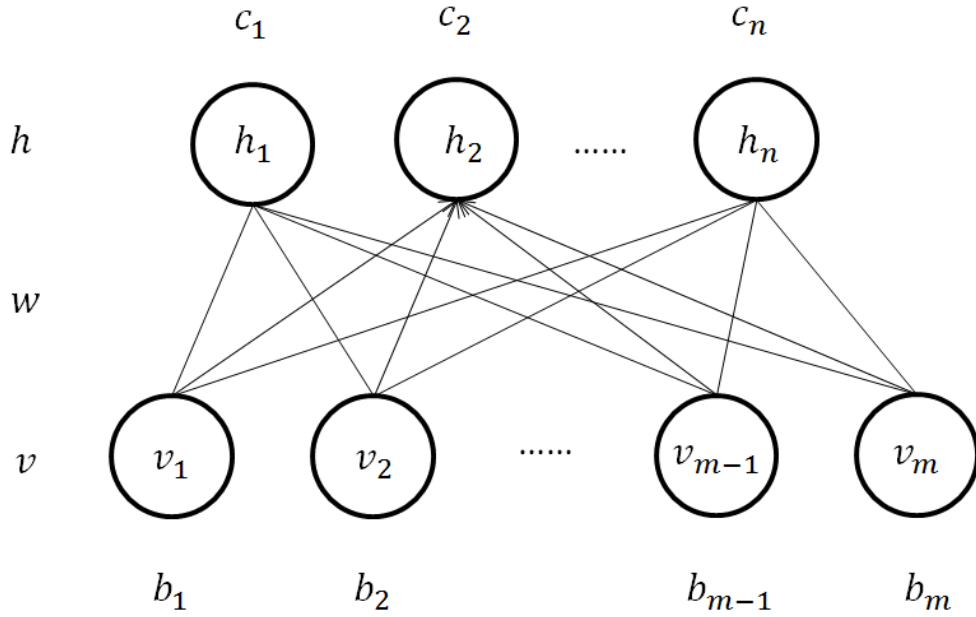 c₁ c₂ cₙ
h h₁ h₂ ...... hₙ
w
v v₁ v₂ ...... vₘ₋₁ vₘ
b₁ b₂ bₘ₋₁ bₘ